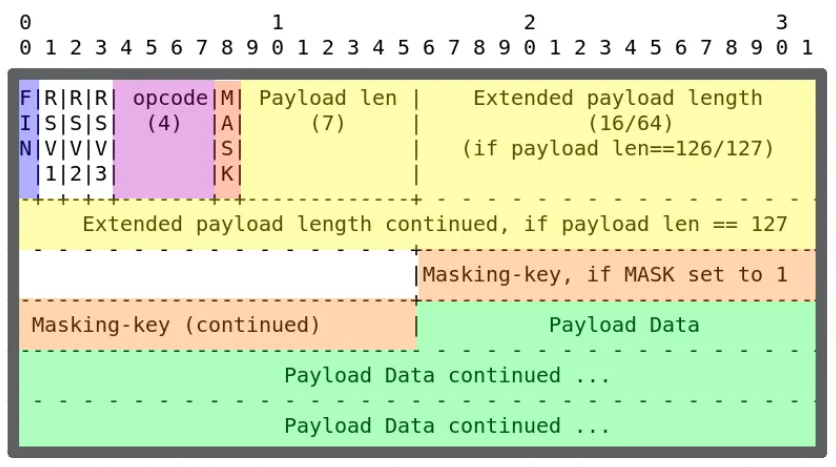 0 1 2 3
0 1 2 3 4 5 6 7 8 9 0 1 2 3 4 5 6 7 8 9 0 1 2 3 4 5 6 7 8 9 0 1
F|R|R|R| opcode|M| Payload len | Extended payload length
I|S|S|S| (4) |A| (7) | (16/64)
N|V|V|V| |S| | (if payload len==126/127)
|1|2|3| |K| |
Extended payload length continued, if payload len == 127
|Masking-key, if MASK set to 1
Masking-key (continued) | Payload Data
Payload Data continued ...
Payload Data continued ...